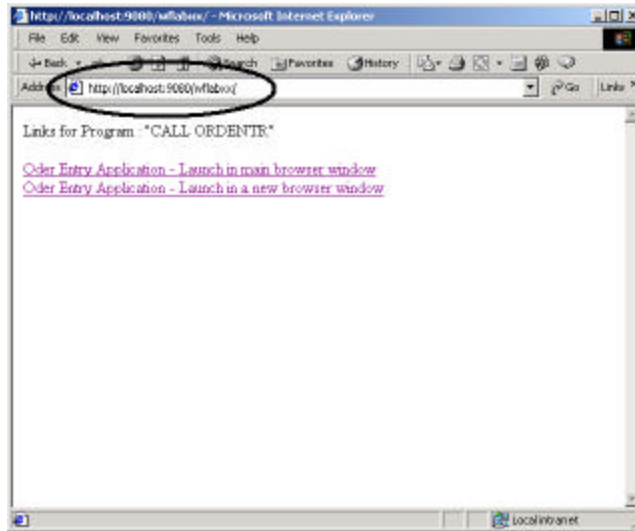 http://localhost:9080/wflabxx/ - Microsoft Internet Explorer
File Edit View Favorites Tools Help
Back Search Favorites History
Address http://localhost:9080/wflabxx/ Go Links
Links for Program :"CALL ORDENTR"
Oder Entry Application - Launch in main browser window
Oder Entry Application - Launch in a new browser window
Local intranet